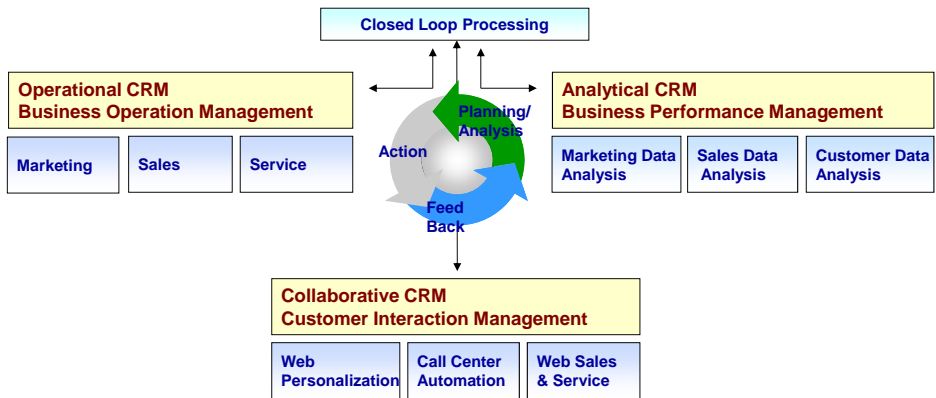 Closed Loop Processing
Operational CRM
Business Operation Management
Marketing
Sales
Service
Planning/
Analysis
Action
Feed
Back
Analytical CRM
Business Performance Management
Marketing Data
Analysis
Sales Data
Analysis
Customer Data
Analysis
Collaborative CRM
Customer Interaction Management
Web
Personalization
Call Center
Automation
Web Sales
& Service